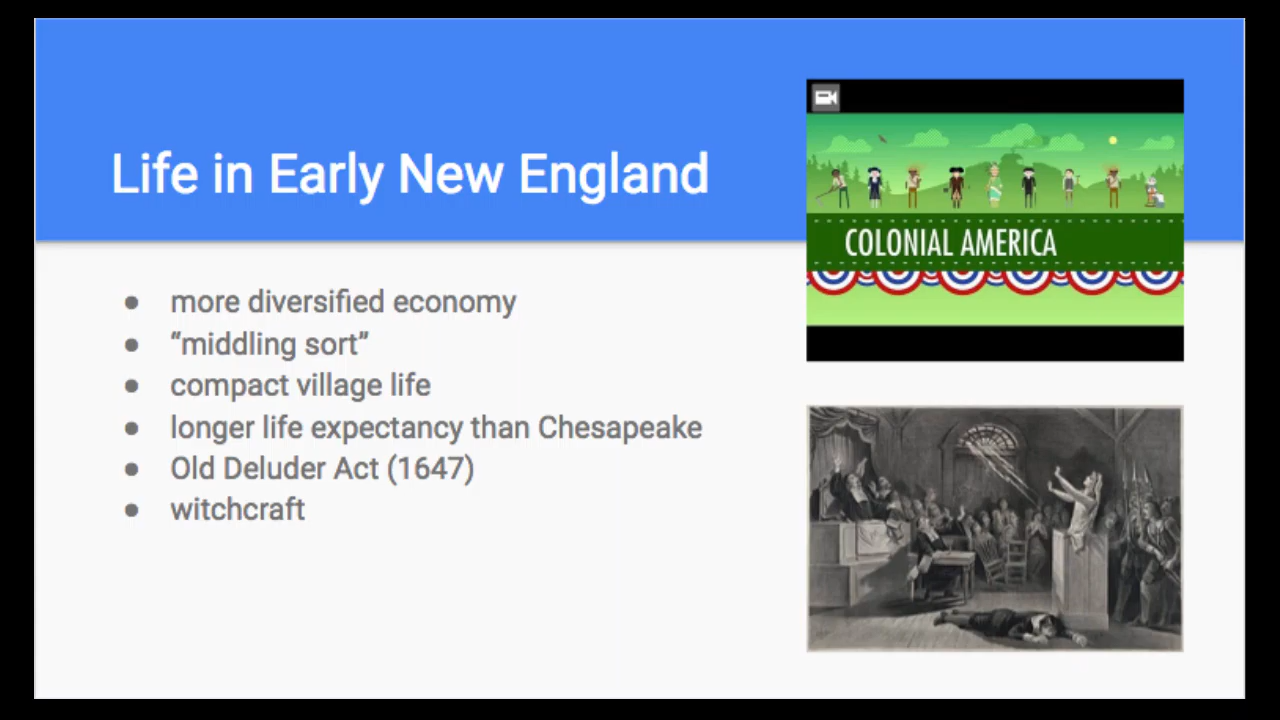 Life in Early New England
COLONIAL AMERICA
more diversified economy
“middling sort”
compact village life
longer life expectancy than Chesapeake
Old Deluder Act (1647)
witchcraft